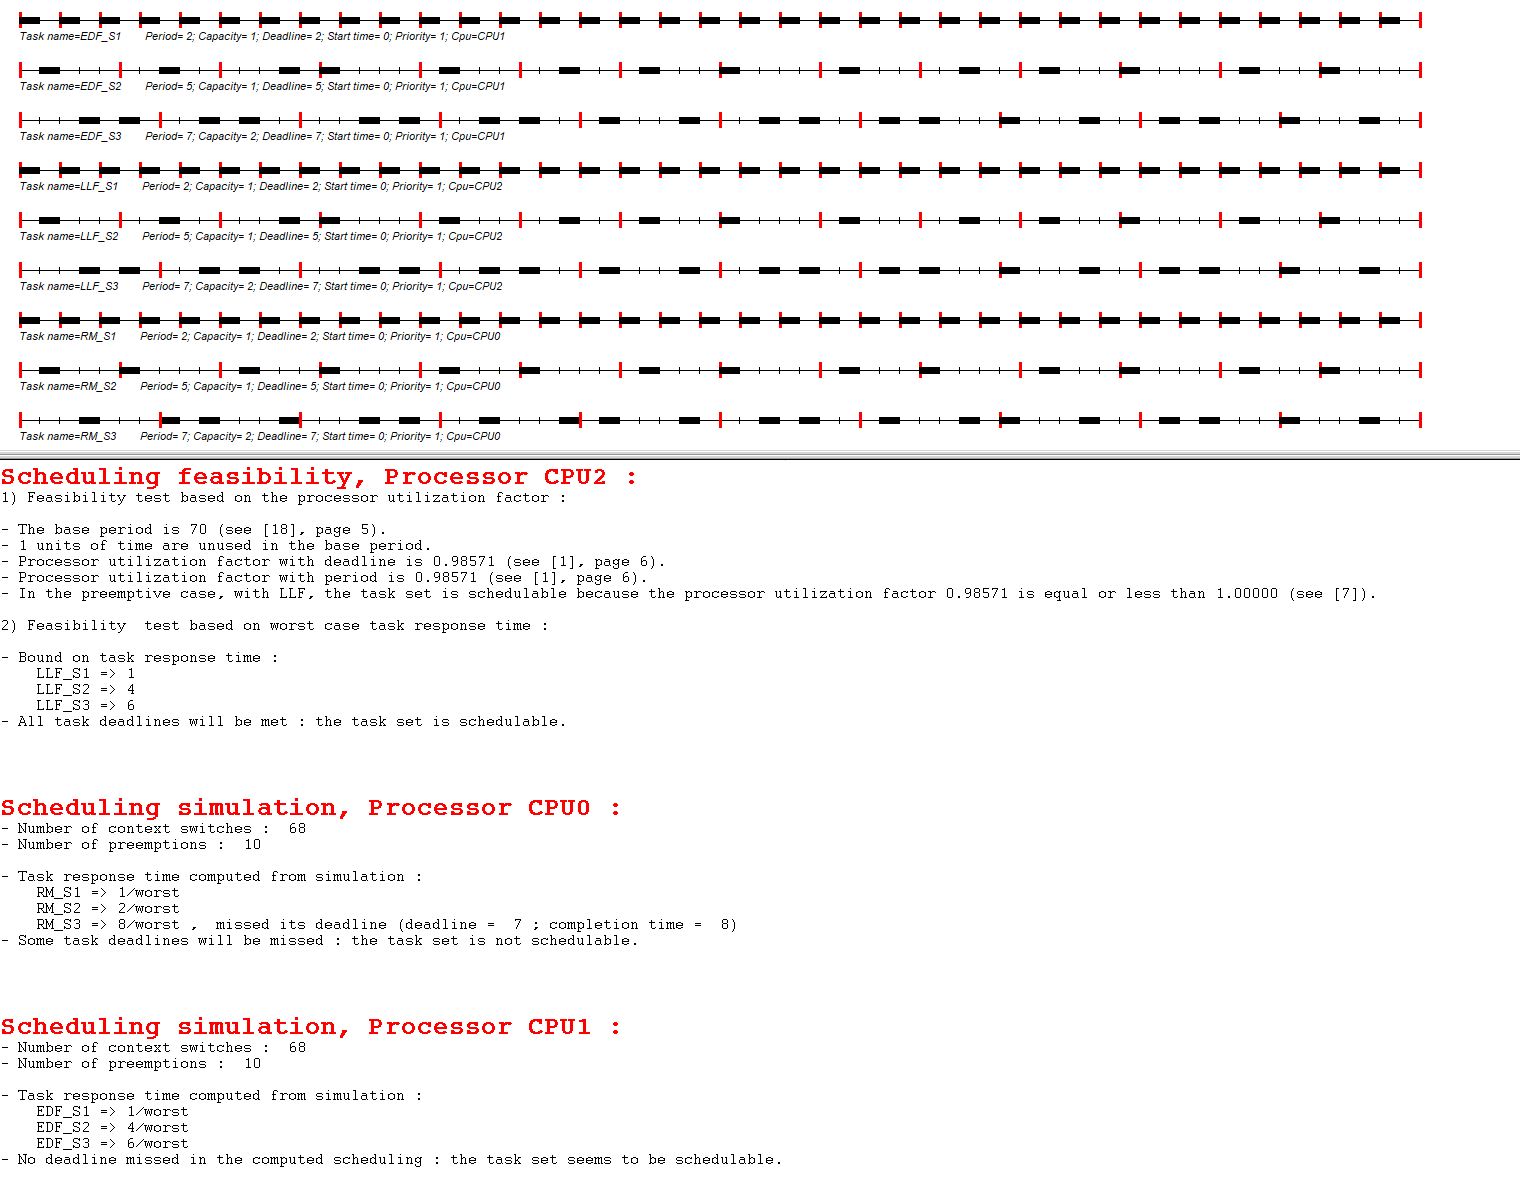 Task name=EDF_S1 Period= 2; Capacity= 1; Deadline= 2; Start time= 0; Priority= 1; Cpu=CPU1
Task name=EDF_S2 Period= 5; Capacity= 1; Deadline= 5; Start time= 0; Priority= 1; Cpu=CPU1
Task name=EDF_S3 Period= 7; Capacity= 2; Deadline= 7; Start time= 0; Priority= 1; Cpu=CPU1
Task name=LLF_S1 Period= 2; Capacity= 1; Deadline= 2; Start time= 0; Priority= 1; Cpu=CPU2
Task name=LLF_S2 Period= 5; Capacity= 1; Deadline= 5; Start time= 0; Priority= 1; Cpu=CPU2
Task name=LLF_S3 Period= 7; Capacity= 2; Deadline= 7; Start time= 0; Priority= 1; Cpu=CPU2
Task name=RM_S1 Period= 2; Capacity= 1; Deadline= 2; Start time= 0; Priority= 1; Cpu=CPU0
Task name=RM_S2 Period= 5; Capacity= 1; Deadline= 5; Start time= 0; Priority= 1; Cpu=CPU0
Task name=RM_S3 Period= 7; Capacity= 2; Deadline= 7; Start time= 0; Priority= 1; Cpu=CPU0
Scheduling feasibility, Processor CPU2 :
1) Feasibility test based on the processor utilization factor :
- The base period is 70 (see [18], page 5).
- 1 units of time are unused in the base period.
- Processor utilization factor with deadline is 0.98571 (see [1], page 6).
- Processor utilization factor with period is 0.98571 (see [1], page 6).
- In the preemptive case, with LLF, the task set is schedulable because the processor utilization factor 0.98571 is equal or less than 1.00000 (see [7]).
2) Feasibility test based on worst case task response time :
- Bound on task response time :
LLF_S1 => 1
LLF_S2 => 4
LLF_S3 => 6
- All task deadlines will be met : the task set is schedulable.
Scheduling simulation, Processor CPU0 :
- Number of context switches : 68
- Number of preemptions : 10
- Task response time computed from simulation :
RM_S1 => 1/worst
RM_S2 => 2/worst
RM_S3 => 8/worst , missed its deadline (deadline = 7 ; completion time = 8)
- Some task deadlines will be missed : the task set is not schedulable.
Scheduling simulation, Processor CPU1 :
- Number of context switches : 68
- Number of preemptions : 10
- Task response time computed from simulation :
EDF_S1 => 1/worst
EDF_S2 => 4/worst
EDF_S3 => 6/worst
- No deadline missed in the computed scheduling : the task set seems to be schedulable.